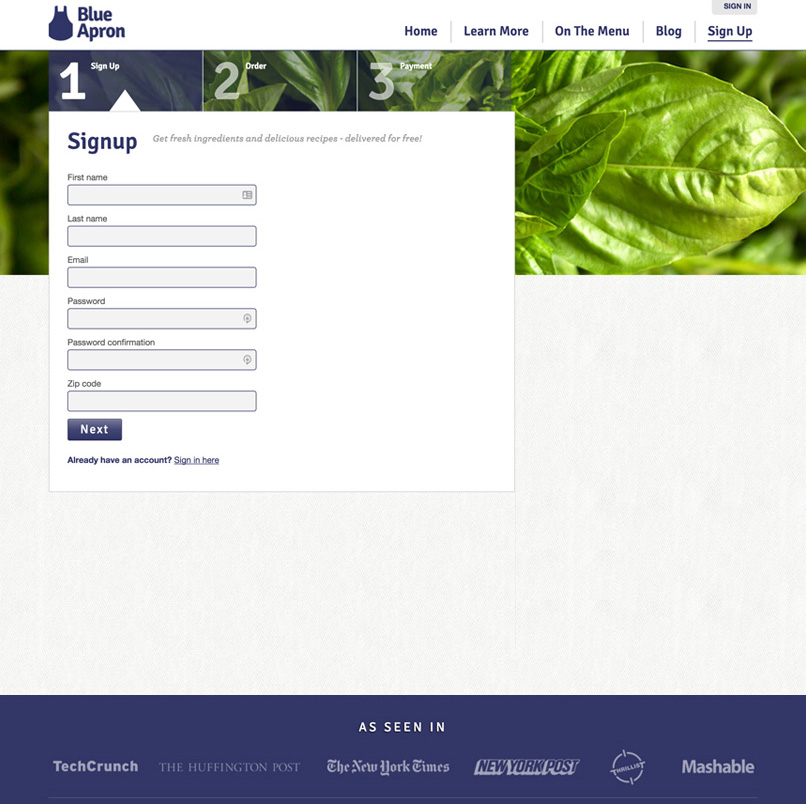 SIGN IN
Blue
Apron
Home
Learn More
On The Menu
Blog
Sign Up
1 Sign Up
2 Order
3 Payment
Signup
Get fresh ingredients and delicious recipes - delivered for free!
First name
Last name
Email
Password
Password confirmation
Zip code
Next
Already have an account? Sign in here
AS SEEN IN
TechCrunch
THE HUFFINGTON POST
The New York Times
NEW YORK POST
THRILLIST
Mashable